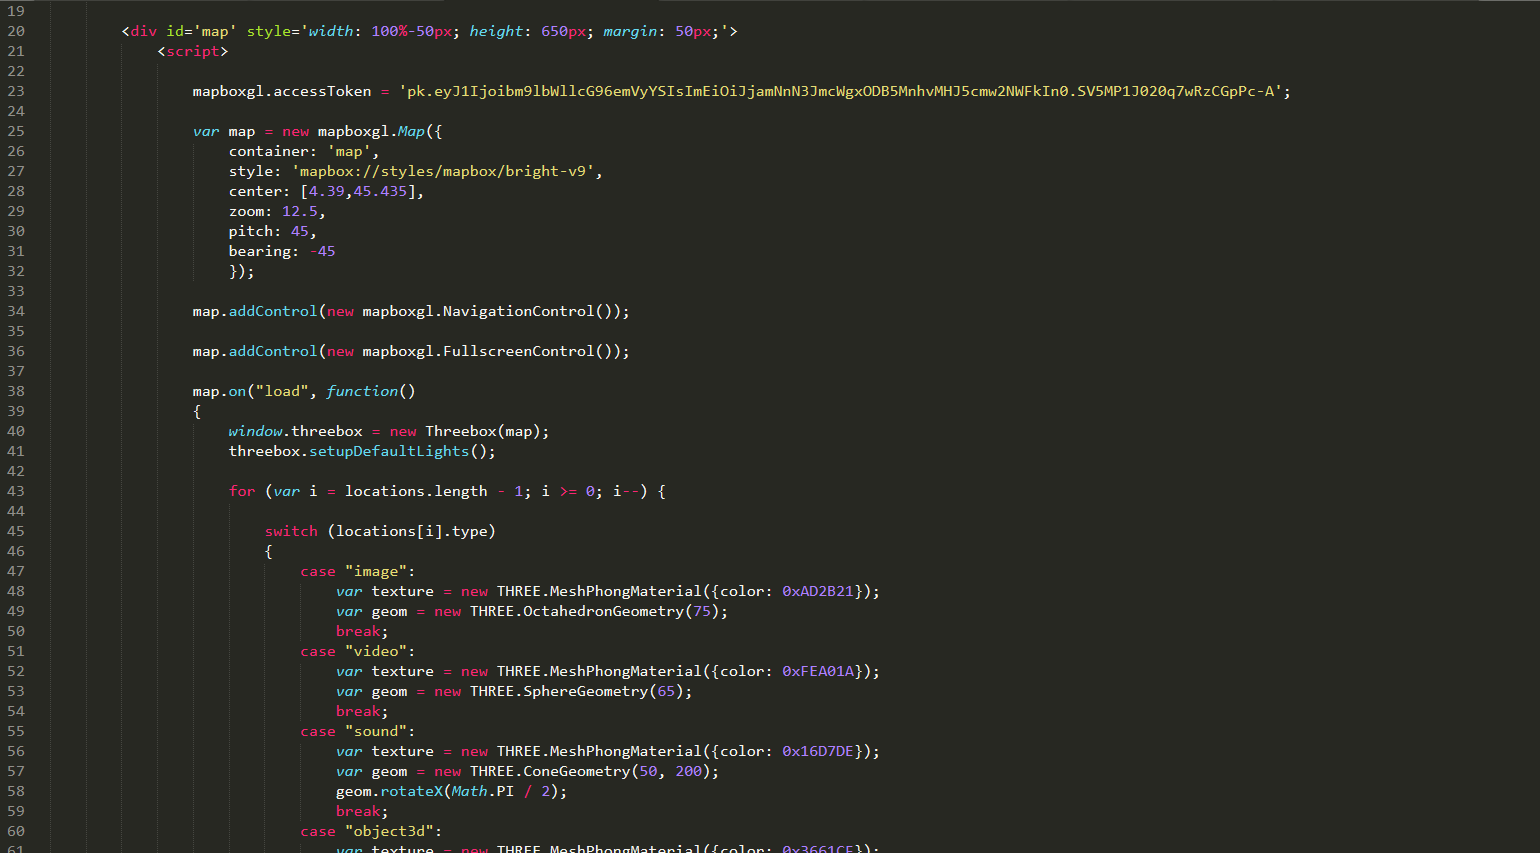 19
20 <div id='map' style='width: 100%-50px; height: 650px; margin: 50px;'>
21 <script>
22
23 mapboxgl.accessToken = 'pk.eyJ1Ijoibm9lbWllcG96emVyYSIsImEiOiJjamNnN3JmcWgxODB5MnhvMHJ5cmw2NWFkIn0.SV5MP1J020q7wRzCGpPc-A';
24
25 var map = new mapboxgl.Map({
26 container: 'map',
27 style: 'mapbox://styles/mapbox/bright-v9',
28 center: [4.39,45.435],
29 zoom: 12.5,
30 pitch: 45,
31 bearing: -45
32 });
33
34 map.addControl(new mapboxgl.NavigationControl());
35
36 map.addControl(new mapboxgl.FullscreenControl());
37
38 map.on("load", function()
39 {
40 window.threebox = new Threebox(map);
41 threebox.setupDefaultLights();
42
43 for (var i = locations.length - 1; i >= 0; i--) {
44
45 switch (locations[i].type)
46 {
47 case "image":
48 var texture = new THREE.MeshPhongMaterial({color: 0xAD2B21});
49 var geom = new THREE.OctahedronGeometry(75);
50 break;
51 case "video":
52 var texture = new THREE.MeshPhongMaterial({color: 0xFEA01A});
53 var geom = new THREE.SphereGeometry(65);
54 break;
55 case "sound":
56 var texture = new THREE.MeshPhongMaterial({color: 0x16D7DE});
57 var geom = new THREE.ConeGeometry(50, 200);
58 geom.rotateX(Math.PI / 2);
59 break;
60 case "object3d":
61 var texture = new THREE.MeshPhongMaterial({color: 0x3661CE});